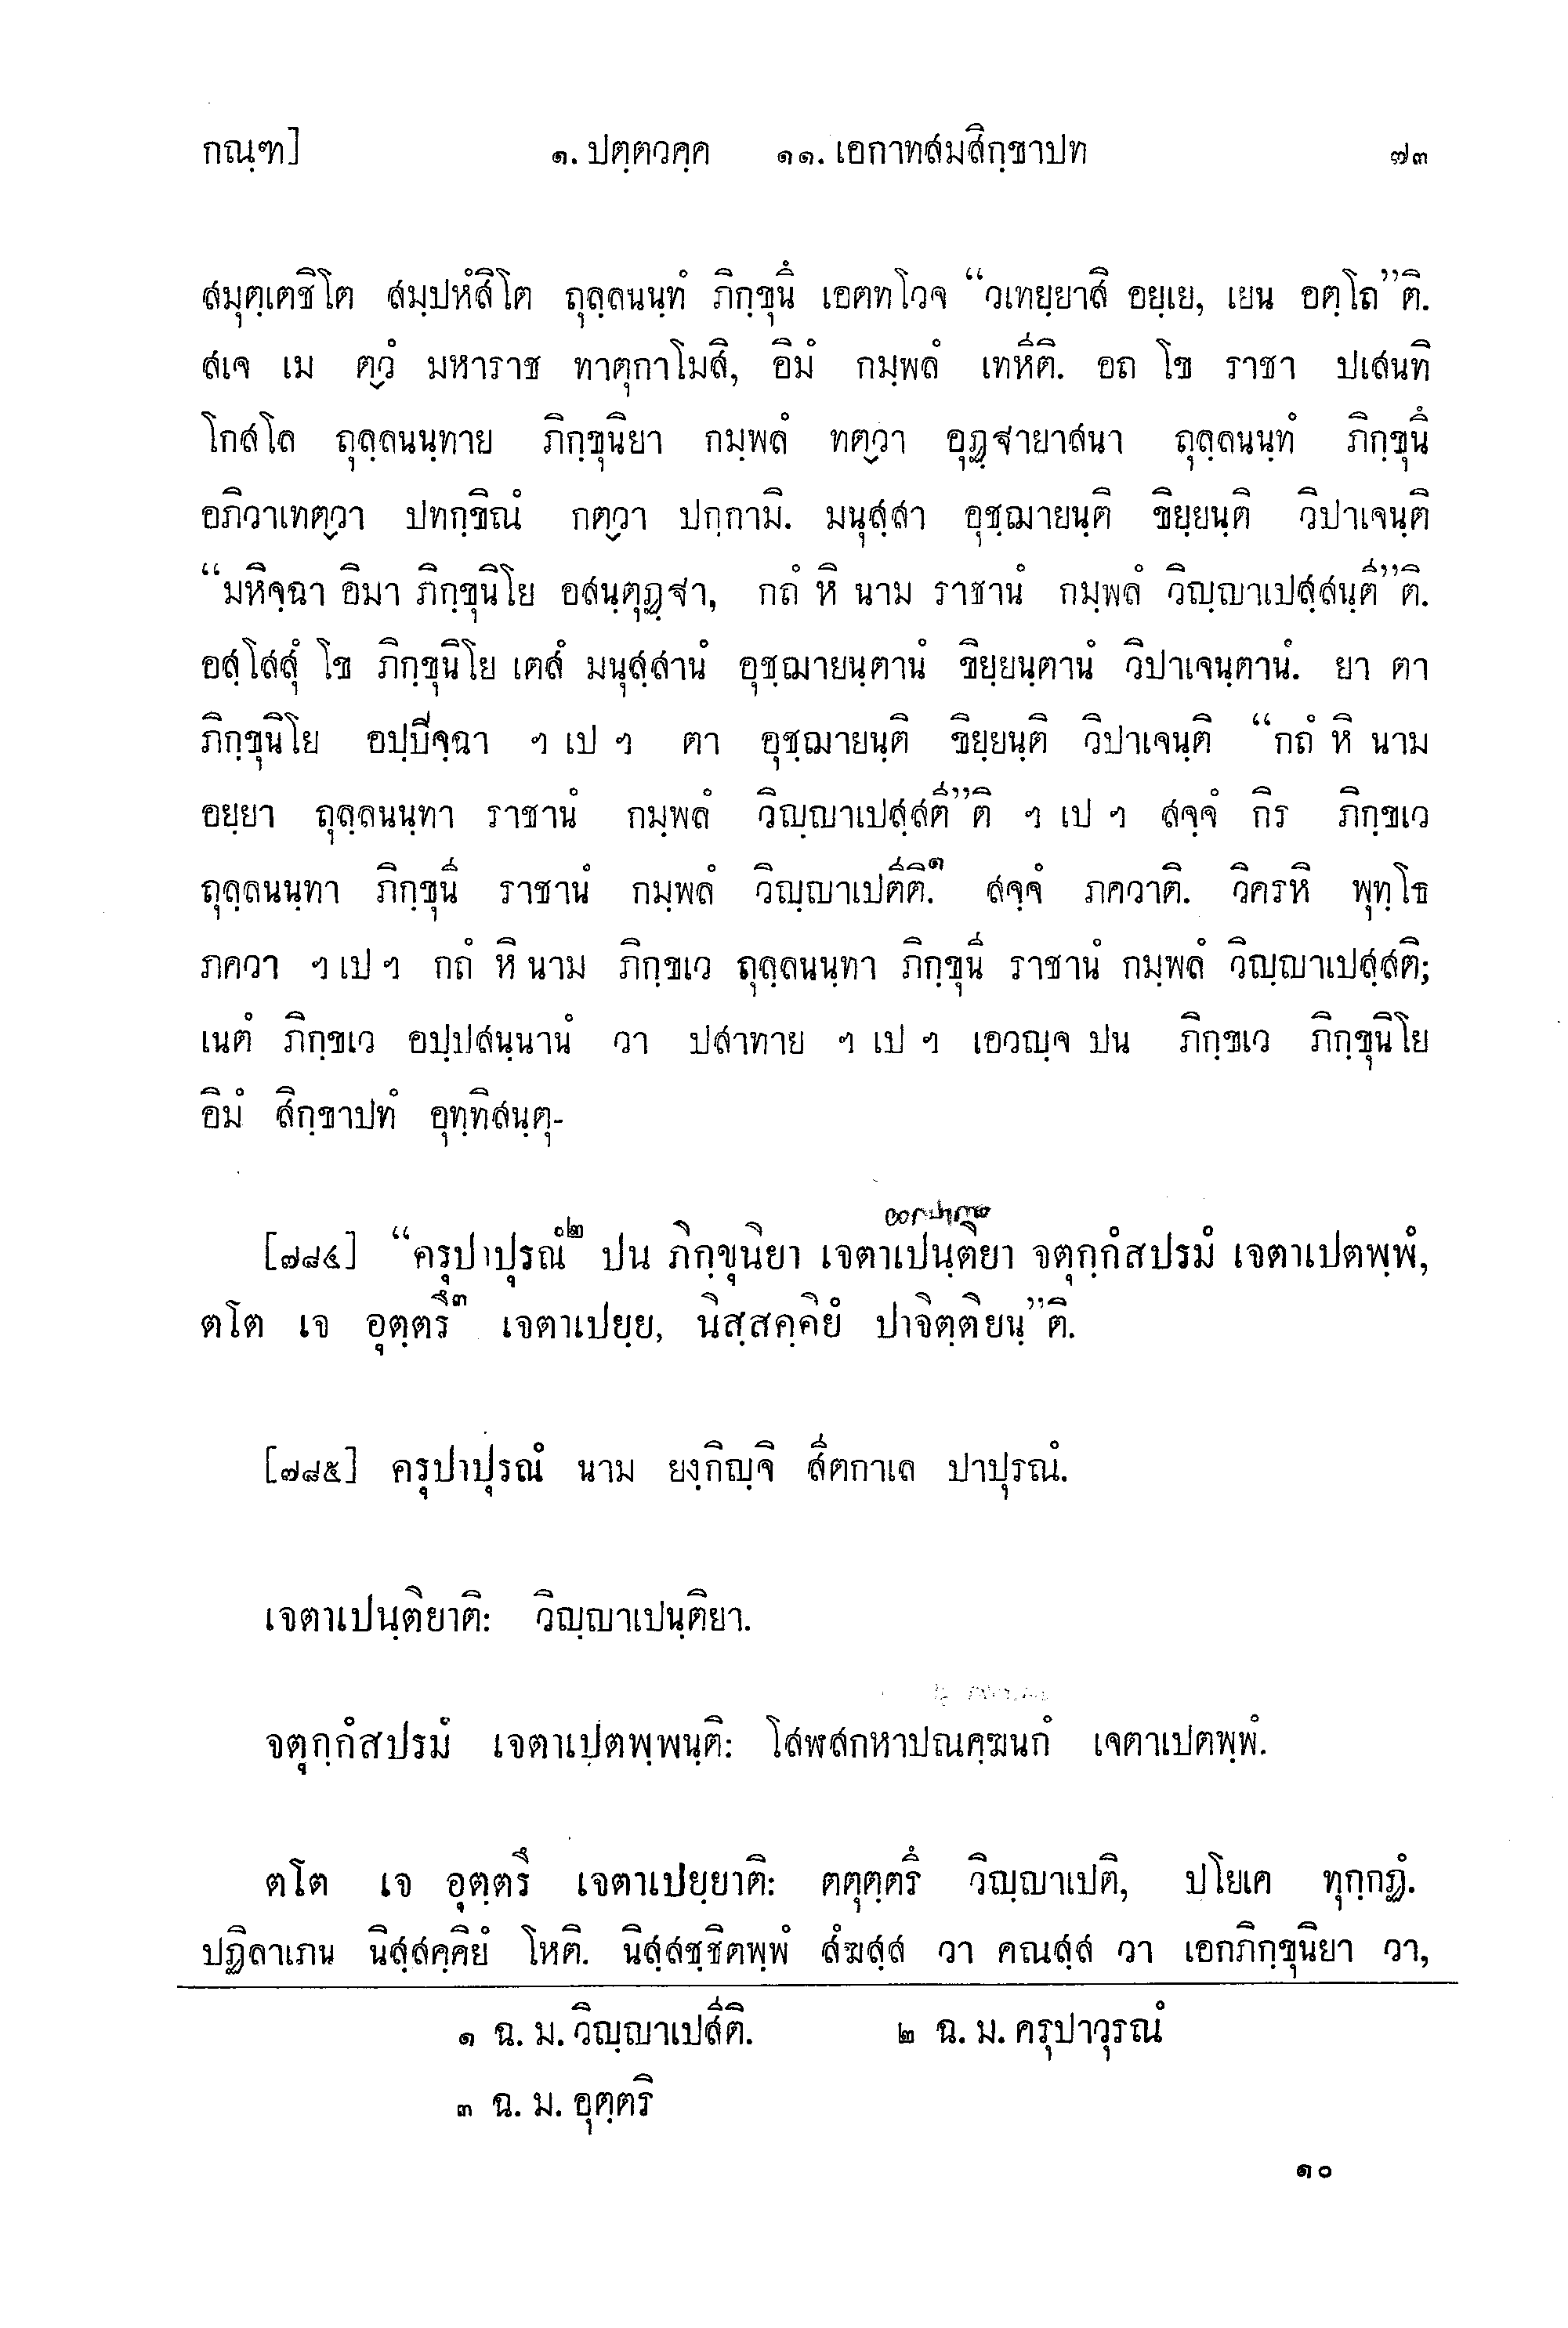 กณฺฑ] ๑. ปตฺตวคฺค ๑๑. เอกาทสมสิกฺขาปท ๗๓
สมุตฺเตชิโต สมฺปหํสิโต ถุลฺลนนฺทํ ภิกฺขุนึ เอตทโวจ “วเทยฺยาสิ อยฺเย, เยน อตฺโถ”ติ.
สเจ เม ตฺวํ มหาราช ทาตุกาโมสิ, อิมํ กมฺพลํ เทหีติ. อถ โข ราชา ปเสนทิ
โกสโล ถุลฺลนนฺทาย ภิกฺขุนิยา กมฺพลํ ทตฺวา อุฏฺฐายาสนา ถุลฺลนนฺทํ ภิกฺขุนึ
อภิวาเทตฺวา ปทกฺขิณํ กตฺวา ปกฺกามิ. มนุสฺสา อุชฺฌายนฺติ ขิยฺยนฺติ วิปาเจนฺติ
“มหิจฺฉา อิมา ภิกฺขุนิโย อสนฺตุฏฺฐา, กถํ หิ นาม ราชานํ กมฺพลํ วิญฺญาเปสฺสนฺตี”ติ.
อสฺโสสุํ โข ภิกฺขุนิโย เตสํ มนุสฺสานํ อุชฺฌายนฺตานํ ขิยฺยนฺตานํ วิปาเจนฺตานํ. ยา ตา
ภิกฺขุนิโย อปฺปิจฺฉา ฯ เป ฯ ตา อุชฺฌายนฺติ ขิยฺยนฺติ วิปาเจนฺติ “กถํ หิ นาม
อยฺยา ถุลฺลนนฺทา ราชานํ กมฺพลํ วิญฺญาเปสฺสตี”ติ ฯ เป ฯ สจฺจํ กิร ภิกฺขเว
ถุลฺลนนฺทา ภิกฺขุนี ราชานํ กมฺพลํ วิญฺญาเปตีติ.๑ สจฺจํ ภควาติ. วิครหิ พุทฺโธ
ภควา ฯ เป ฯ กถํ หิ นาม ภิกฺขเว ถุลฺลนนฺทา ภิกฺขุนี ราชานํ กมฺพลํ วิญฺญาเปสฺสติ;
เนตํ ภิกฺขเว อปฺปสนฺนานํ วา ปสาทาย ฯ เป ฯ เอวญฺจ ปน ภิกฺขเว ภิกฺขุนิโย
อิมํ สิกฺขาปทํ อุทฺทิสนฺตุ-
[๗๘๔] “ครุปาปุรณํ๒ ปน ภิกฺขุนิยา เจตาเปนฺติยา จตุกฺกํสปรมํ เจตาเปตพฺพํ,
ตโต เจ อุตฺตรึ๓ เจตาเปยฺย, นิสฺสคฺคิยํ ปาจิตฺติยนฺ”ติ.
[๗๘๕] ครุปาปุรณํ นาม ยงฺกิญฺจิ สีตกาเล ปาปุรณํ.
เจตาเปนฺติยาติ: วิญฺญาเปนฺติยา.
จตุกฺกํสปรมํ เจตาเปตพฺพนฺติ: โสฬสกหาปณคฺฆนกํ เจตาเปตพฺพํ.
ตโต เจ อุตฺตรึ เจตาเปยฺยาติ: ตตุตฺตรึ วิญฺญาเปติ, ปโยเค ทุกฺกฏํ.
ปฏิลาเภน นิสฺสคฺคิยํ โหติ. นิสฺสชฺชิตพฺพํ สํฆสฺส วา คณสฺส วา เอกภิกฺขุนิยา วา,
๑ ฉ. ม. วิญฺญาเปสีติ. ๒ ฉ. ม. ครุปาวุรณํ
๓ ฉ. ม. อุตฺตริ
๑๐